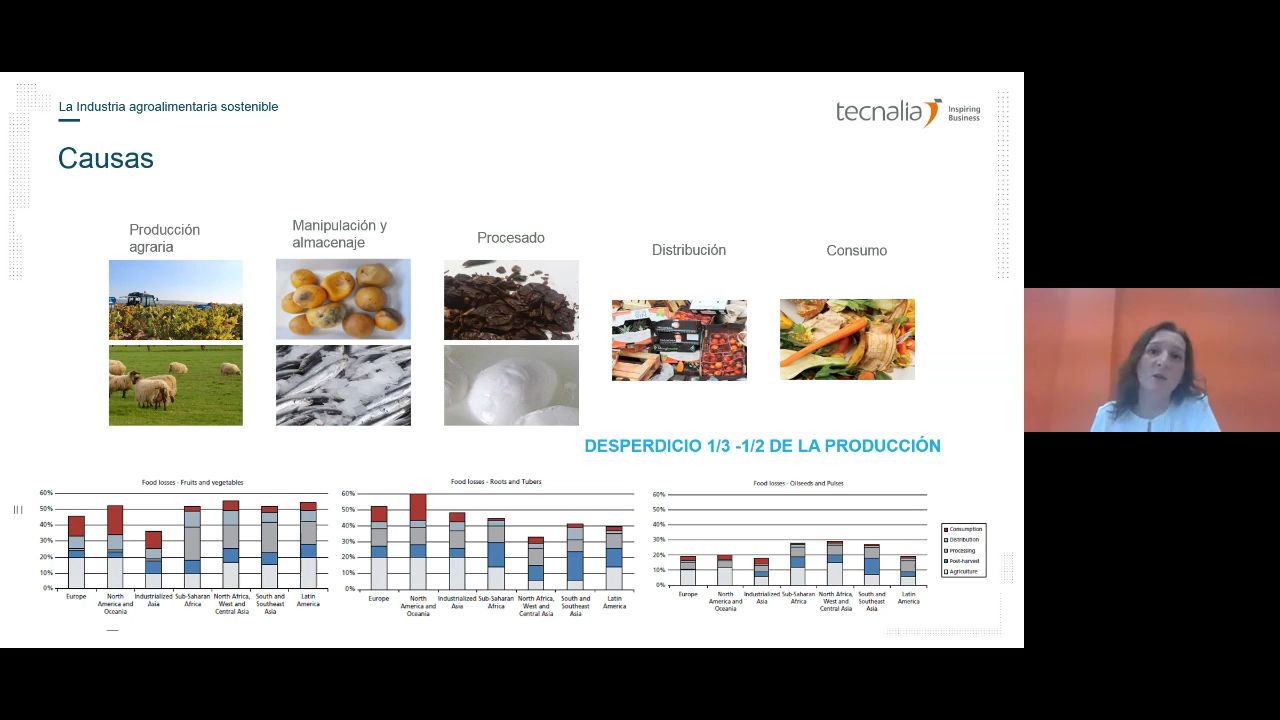 La Industria agroalimentaria sostenible
tecnalia Inspiring
Business
Causas
Producción
agraria
Manipulación y
almacenaje
Procesado
Distribución
Consumo
DESPERDICIO 1/3 -1/2 DE LA PRODUCCIÓN
Food losses - Fruits and vegetables
60%
50%
40%
30%
20%
10%
0%
Europe
North
America and
Oceania
Industrialized
Asia
Sub-Saharan
Africa
North Africa,
West and
Central Asia
South and
Southeast
Asia
Latin
America
Food losses - Roots and Tubers
60%
50%
40%
30%
20%
10%
0%
Europe
North
America and
Oceania
Industrialized
Asia
Sub-Saharan
Africa
North Africa,
West and
Central Asia
South and
Southeast
Asia
Latin
America
Food losses - Oilseeds and Pulses
60%
50%
40%
30%
20%
10%
0%
Europe
North
America and
Oceania
Industrialized
Asia
Sub-Saharan
Africa
North Africa,
West and
Central Asia
South and
Southeast
Asia
Latin
America
Consumption
Distribution
Processing
Post-harvest
Agriculture